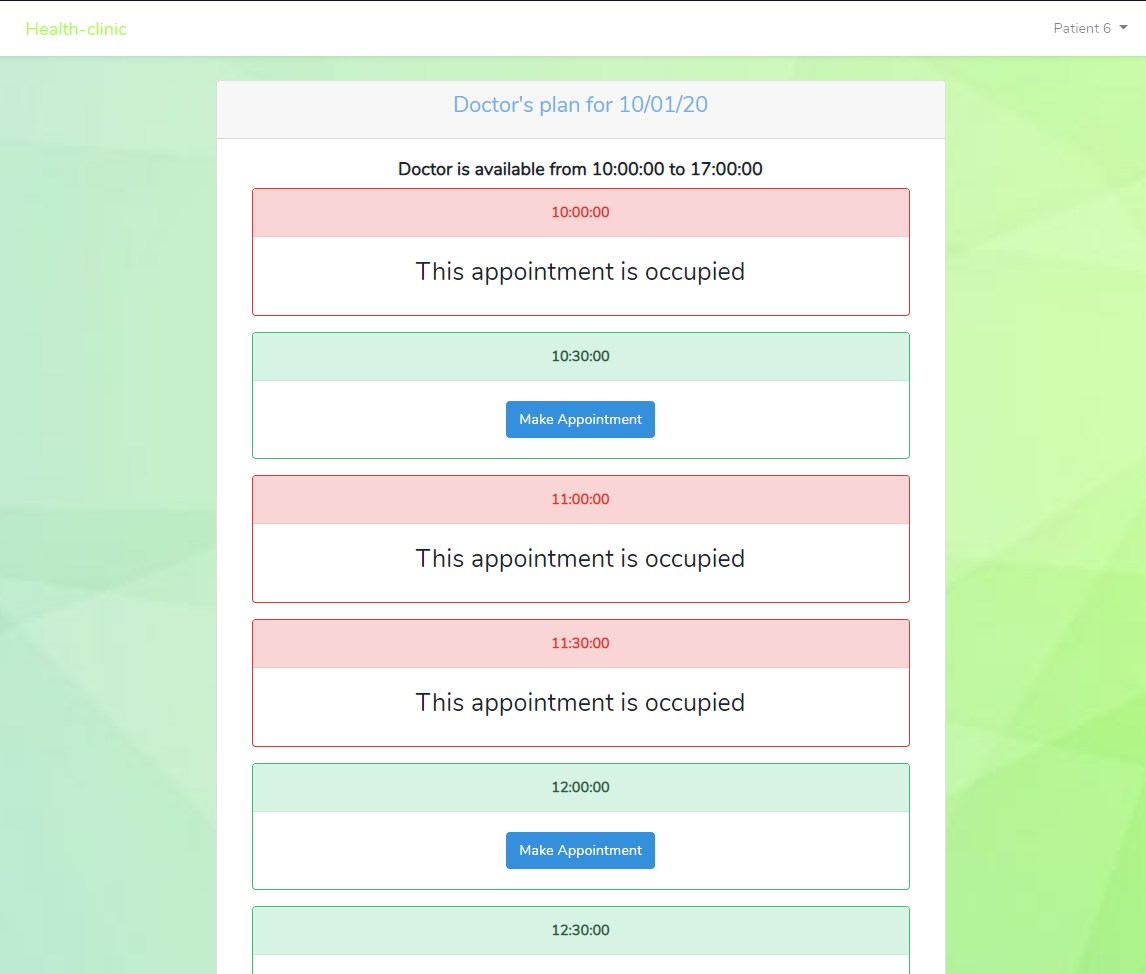 Health-clinic
Patient 6
Doctor's plan for 10/01/20
Doctor is available from 10:00:00 to 17:00:00
10:00:00
This appointment is occupied
10:30:00
Make Appointment
11:00:00
This appointment is occupied
11:30:00
This appointment is occupied
12:00:00
Make Appointment
12:30:00